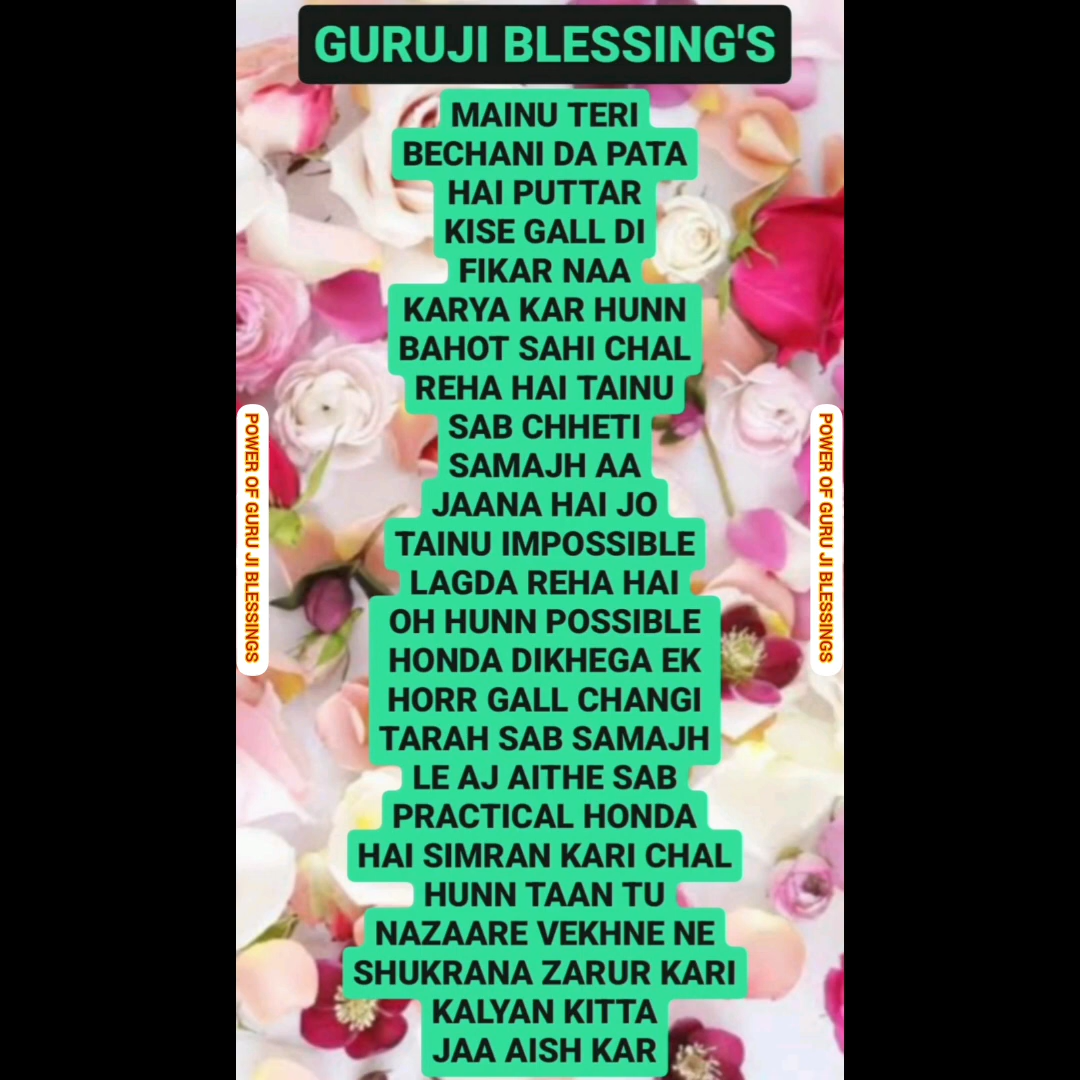 GURUJI BLESSING'S
MAINU TERI
BECHANI DA PATA
HAI PUTTAR
KISE GALL DI
FIKAR NAA
KARYA KAR HUNN
BAHOT SAHI CHAL
REHA HAI TAINU
SAB CHHETI
SAMAJH AA
JAANA HAI JO
TAINU IMPOSSIBLE
LAGDA REHA HAI
OH HUNN POSSIBLE
HONDA DIKHEGA EK
HORR GALL CHANGI
TARAH SAB SAMAJH
LE AJ AITHE SAB
PRACTICAL HONDA
HAI SIMRAN KARI CHAL
HUNN TAAN TU
NAZAARE VEKHNE NE
SHUKRANA ZARUR KARI
KALYAN KITTA
JAA AISH KAR
POWER OF GURU JI BLESSINGS
POWER OF GURU JI BLESSINGS